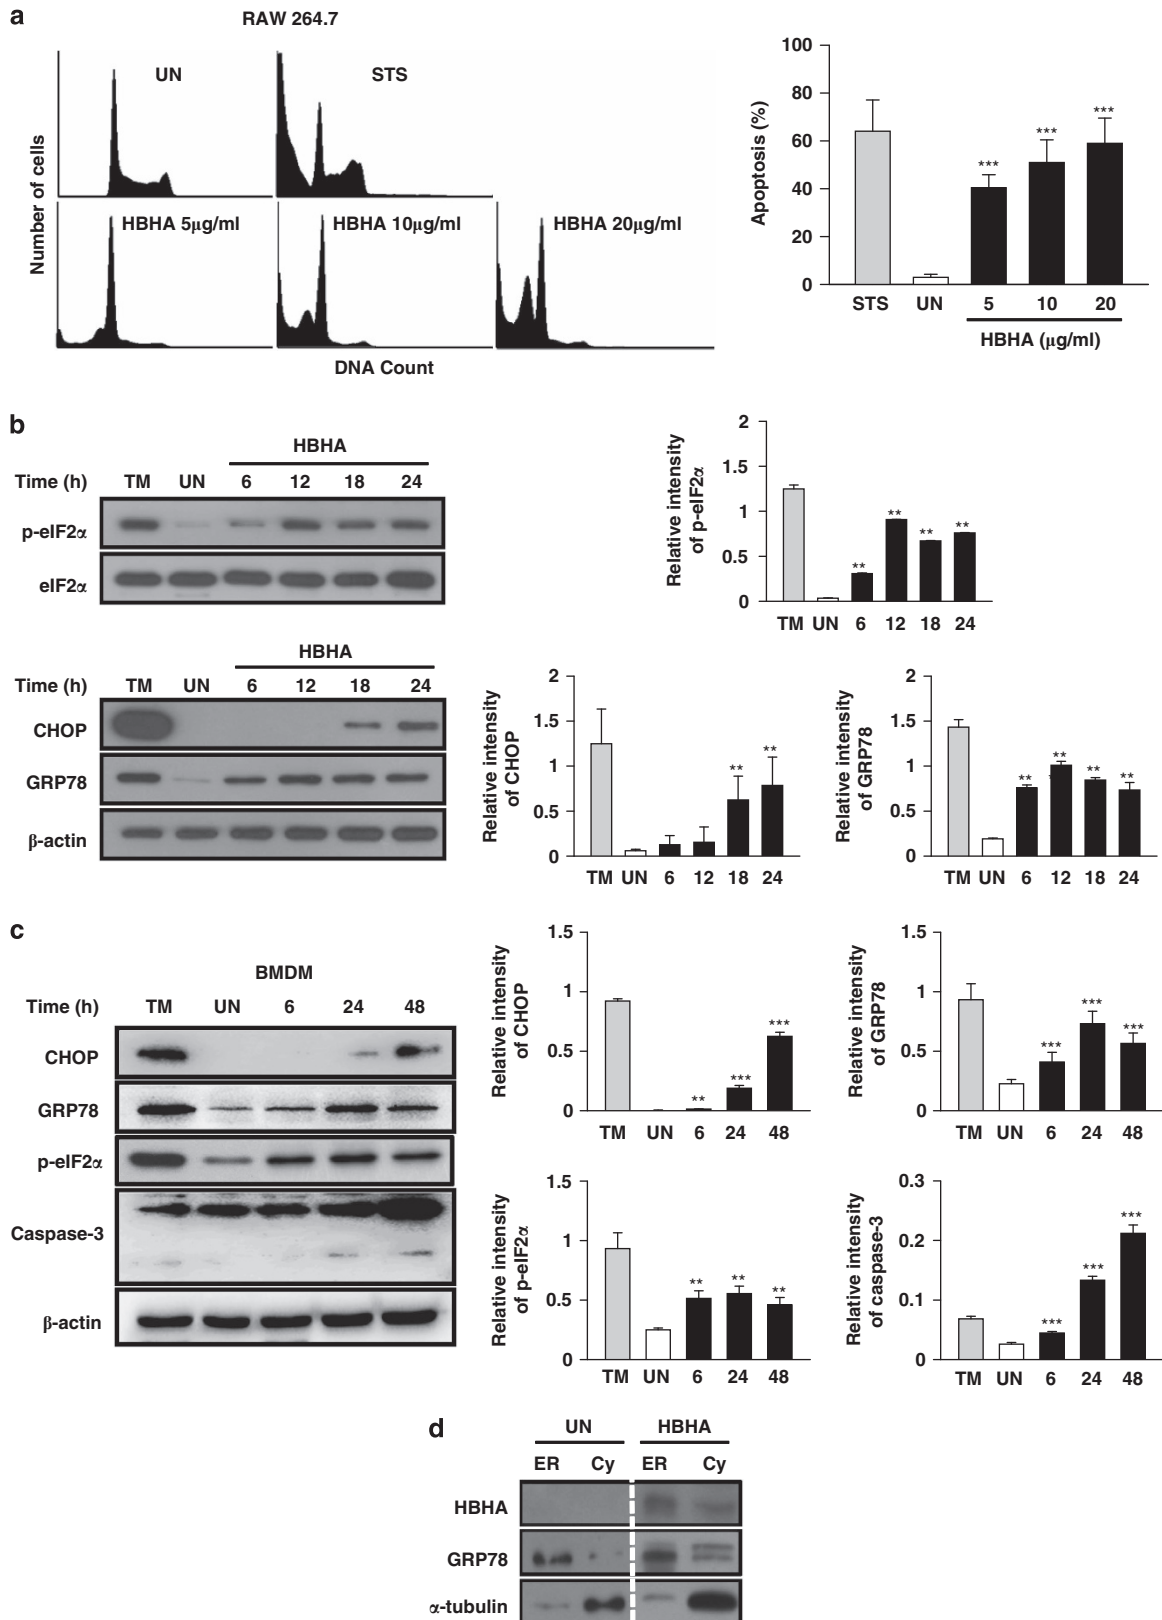 a
RAW 264.7
UN
STS
Number of cells
HBHA 5μg/ml
HBHA 10μg/ml
HBHA 20μg/ml
DNA Count
Apoptosis (%)
100
80
60
40
20
0
***
***
***
STS UN 5 10 20
HBHA (μg/ml)
b
HBHA
Time (h) TM UN 6 12 18 24
p-eIF2α
eIF2α
Relative intensity
of p-eIF2α
2
1.5
1
0.5
0
** ** ** **
TM UN 6 12 18 24
HBHA
Time (h) TM UN 6 12 18 24
CHOP
GRP78
β-actin
Relative intensity
of CHOP
2
1.5
1
0.5
0
** **
TM UN 6 12 18 24
Relative intensity
of GRP78
2
1.5
1
0.5
0
** ** ** **
TM UN 6 12 18 24
c
BMDM
Time (h) TM UN 6 24 48
CHOP
GRP78
p-eIF2α
Caspase-3
β-actin
Relative intensity
of CHOP
1.5
1
0.5
0
** *** ***
TM UN 6 24 48
Relative intensity
of GRP78
1.5
1
0.5
0
*** *** ***
TM UN 6 24 48
Relative intensity
of p-eIF2α
1.5
1
0.5
0
** ** **
TM UN 6 24 48
Relative intensity
of caspase-3
0.3
0.2
0.1
0
*** *** ***
TM UN 6 24 48
d
UN HBHA
ER Cy ER Cy
HBHA
GRP78
α-tubulin